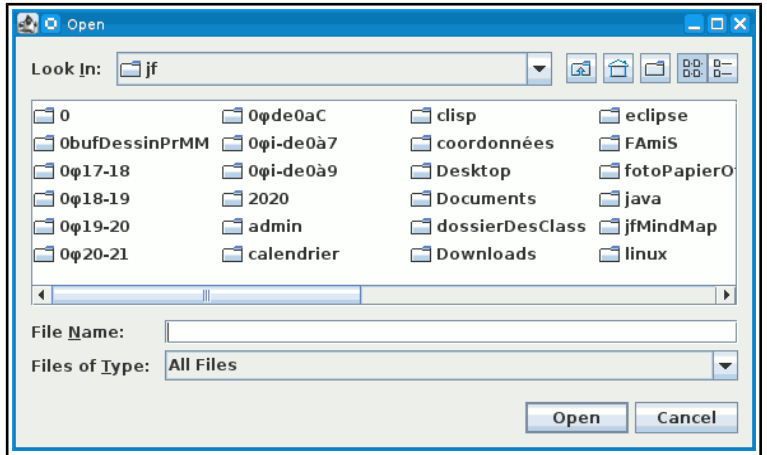 Open
Look In: jf
0 0φde0aC clisp eclipse
0bufDessinPrMM 0φi-de0à7 coordonnées FAmiS
0φ17-18 0φi-de0à9 Desktop fotoPapierO
0φ18-19 2020 Documents java
0φ19-20 admin dossierDesClass jfMindMap
0φ20-21 calendrier Downloads linux
File Name:
Files of Type: All Files
Open Cancel